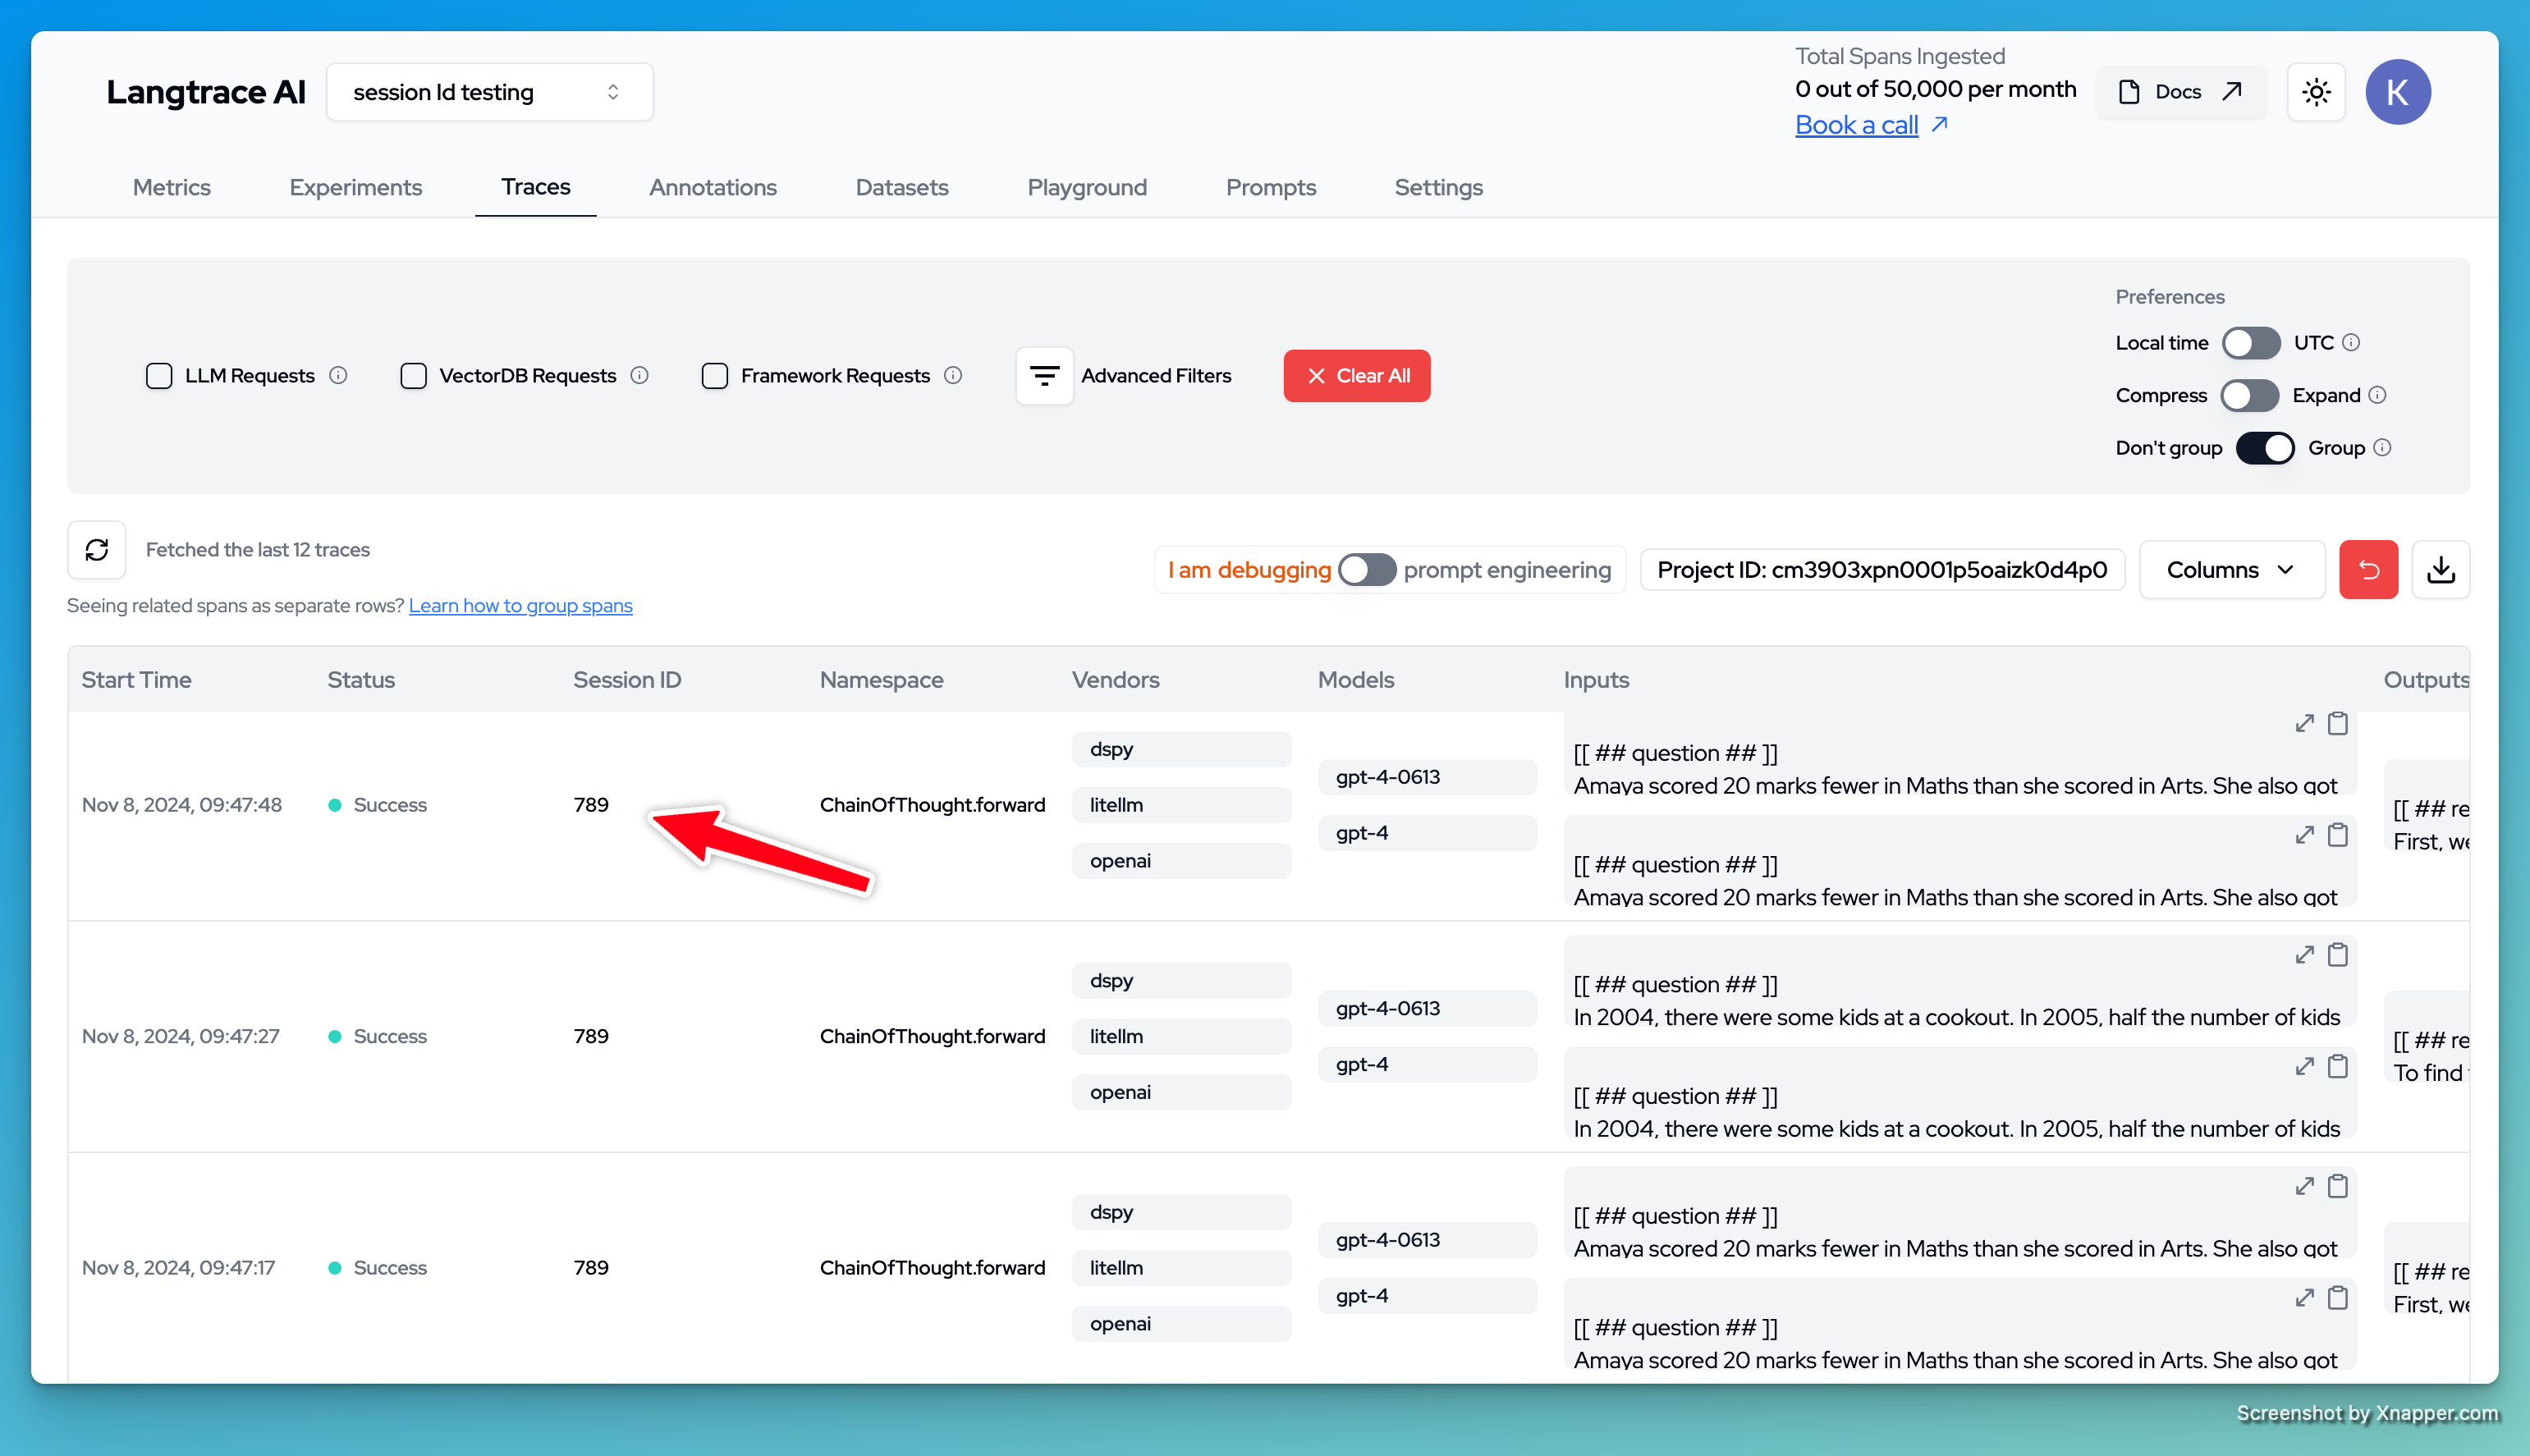 Langtrace AI
session Id testing
Total Spans Ingested
0 out of 50,000 per month
Book a call
Docs
K
Metrics
Experiments
Traces
Annotations
Datasets
Playground
Prompts
Settings
LLM Requests
VectorDB Requests
Framework Requests
Advanced Filters
Clear All
Preferences
Local time UTC
Compress Expand
Don't group Group
Fetched the last 12 traces
Seeing related spans as separate rows? Learn how to group spans
I am debugging prompt engineering
Project ID: cm3903xpn0001p5oaizk0d4p0
Columns
Start Time
Status
Session ID
Namespace
Vendors
Models
Inputs
Outputs
Nov 8, 2024, 09:47:48
Success
789
ChainOfThought.forward
dspy
litellm
openai
gpt-4-0613
gpt-4
[[ ## question ## ]]
Amaya scored 20 marks fewer in Maths than she scored in Arts. She also got
[[ ## question ## ]]
Amaya scored 20 marks fewer in Maths than she scored in Arts. She also got
[[ ## re
First, we
Nov 8, 2024, 09:47:27
Success
789
ChainOfThought.forward
dspy
litellm
openai
gpt-4-0613
gpt-4
[[ ## question ## ]]
In 2004, there were some kids at a cookout. In 2005, half the number of kids
[[ ## question ## ]]
In 2004, there were some kids at a cookout. In 2005, half the number of kids
[[ ## re
To find
Nov 8, 2024, 09:47:17
Success
789
ChainOfThought.forward
dspy
litellm
openai
gpt-4-0613
gpt-4
[[ ## question ## ]]
Amaya scored 20 marks fewer in Maths than she scored in Arts. She also got
[[ ## question ## ]]
Amaya scored 20 marks fewer in Maths than she scored in Arts. She also got
[[ ## re
First, we
Screenshot by Xnapper.com